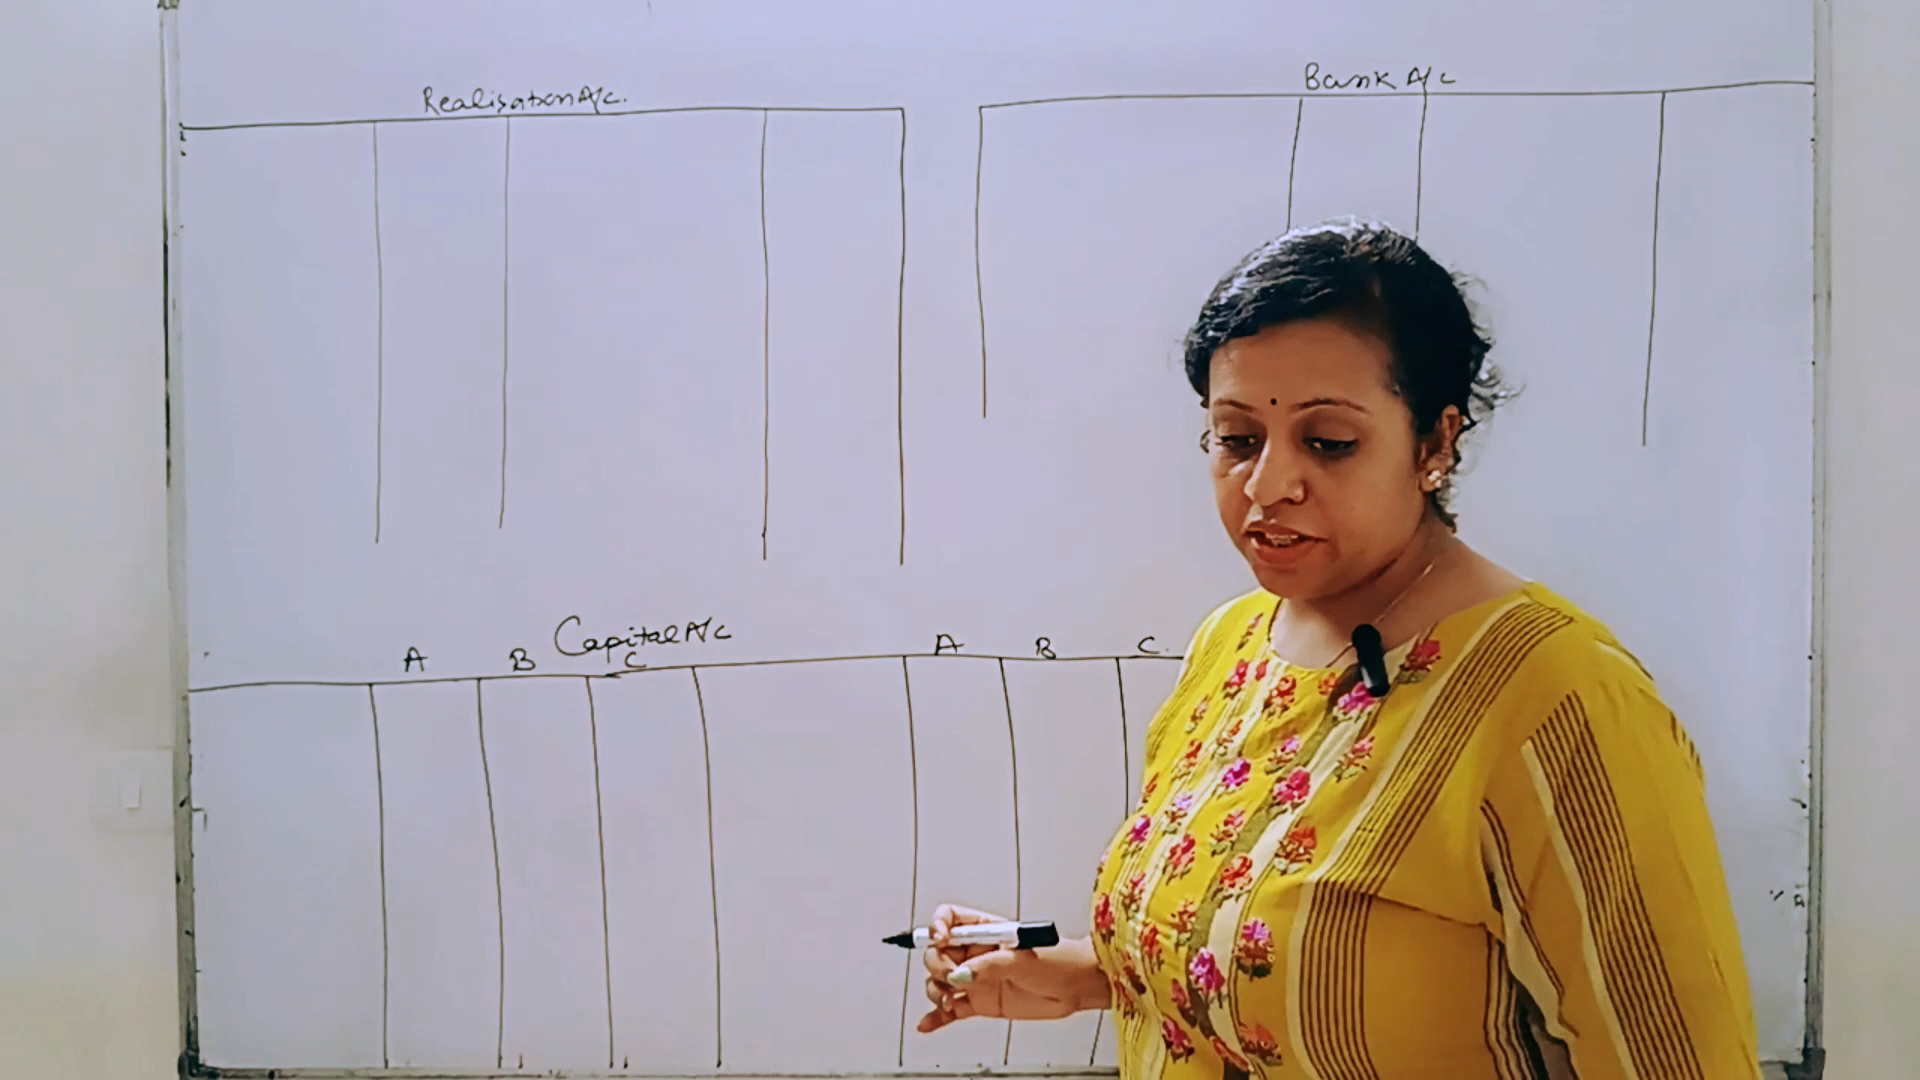 Realisation A/c.
Bank A/c
Capital A/c
A B C A B C.